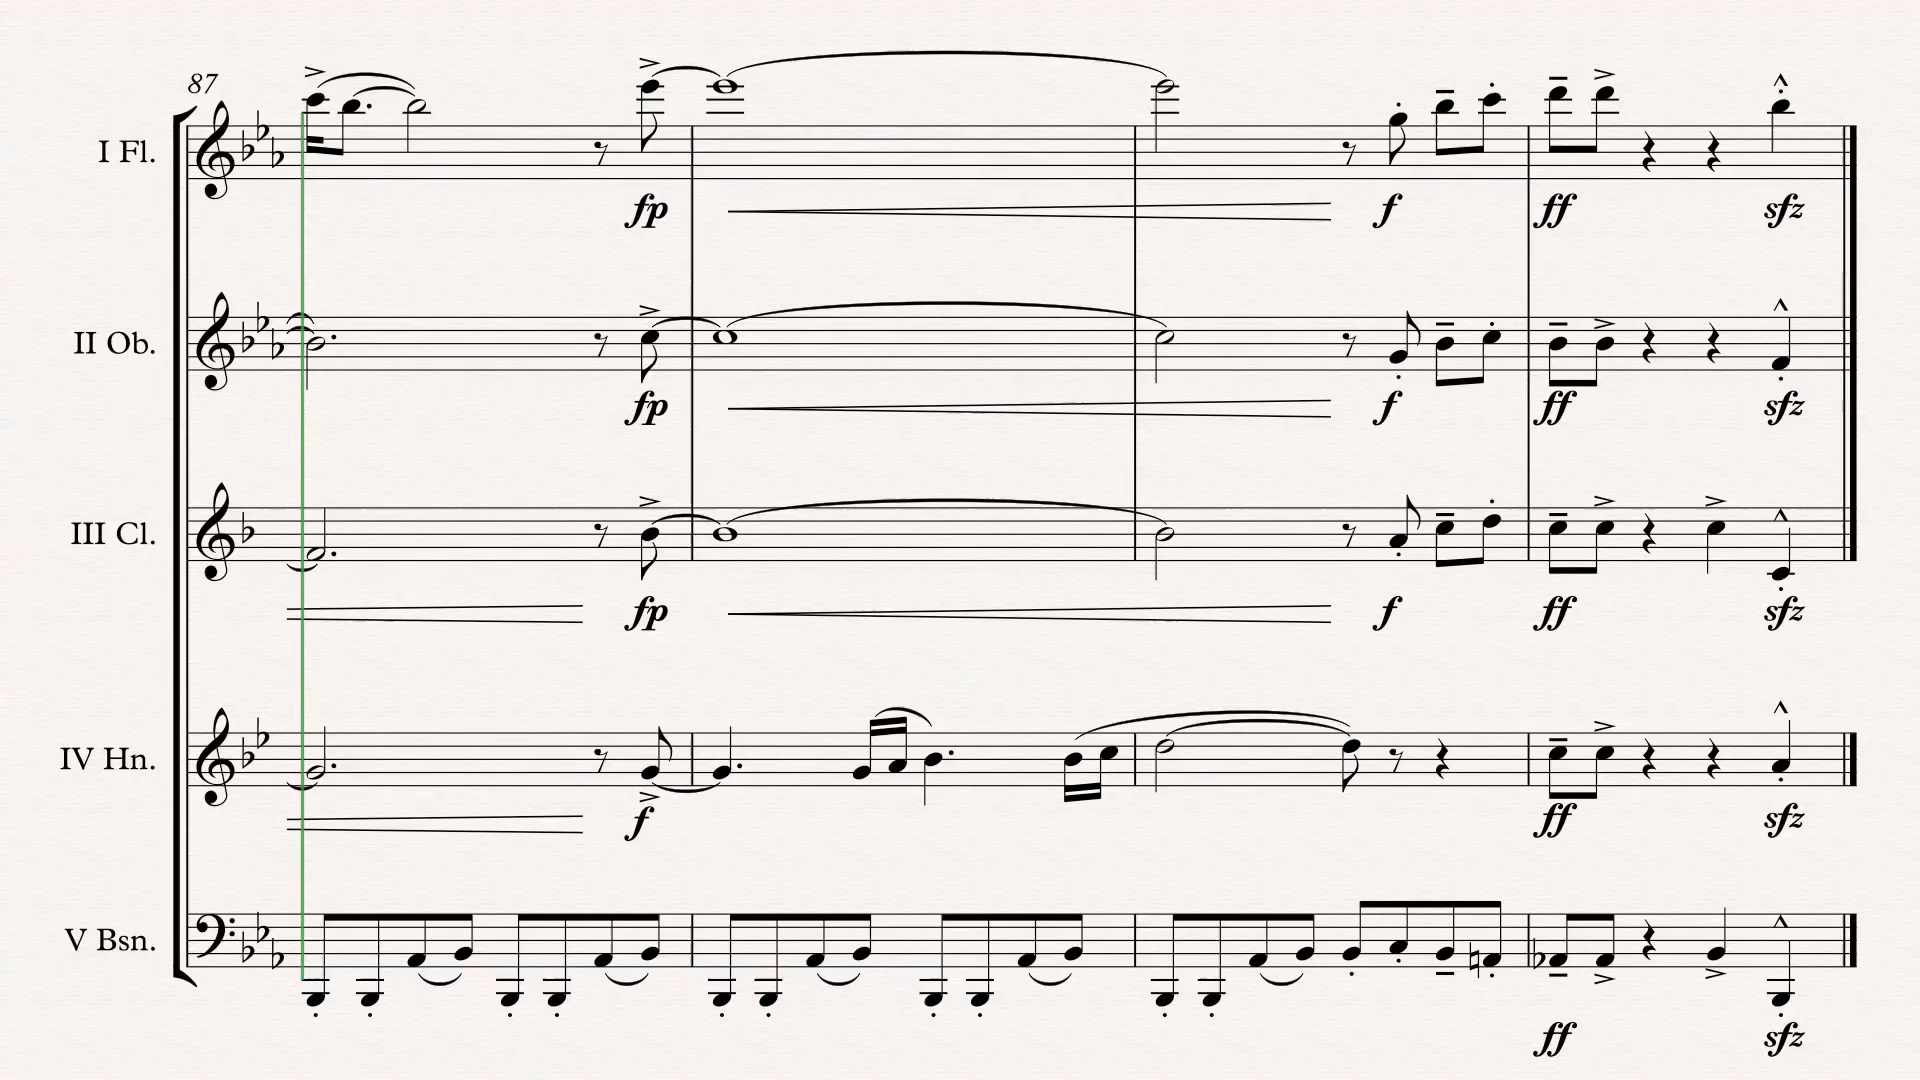 87
I Fl.
fp f ff sfz
II Ob.
fp f ff sfz
III Cl.
fp f ff sfz
IV Hn.
f ff sfz
V Bsn.
ff sfz